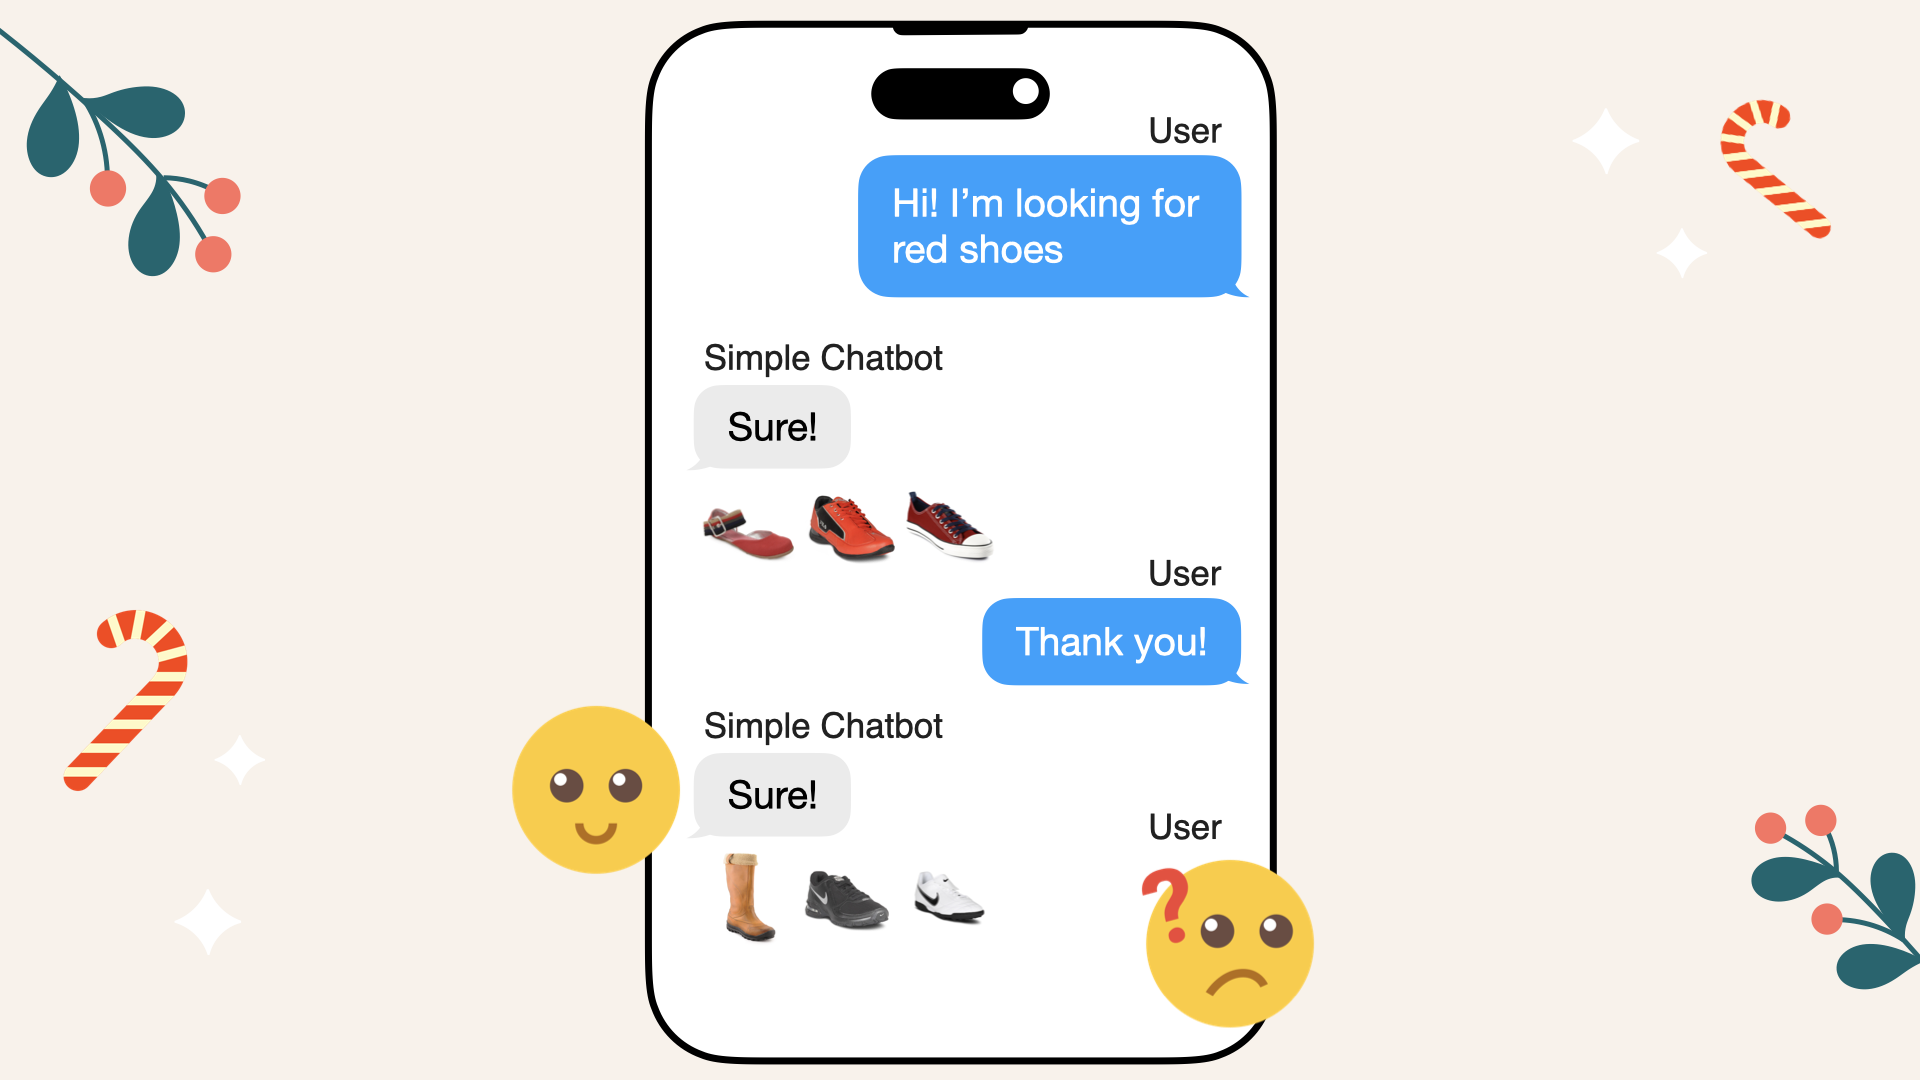 User
Hi! I’m looking for
red shoes
Simple Chatbot
Sure!
User
Thank you!
Simple Chatbot
Sure!
User
?